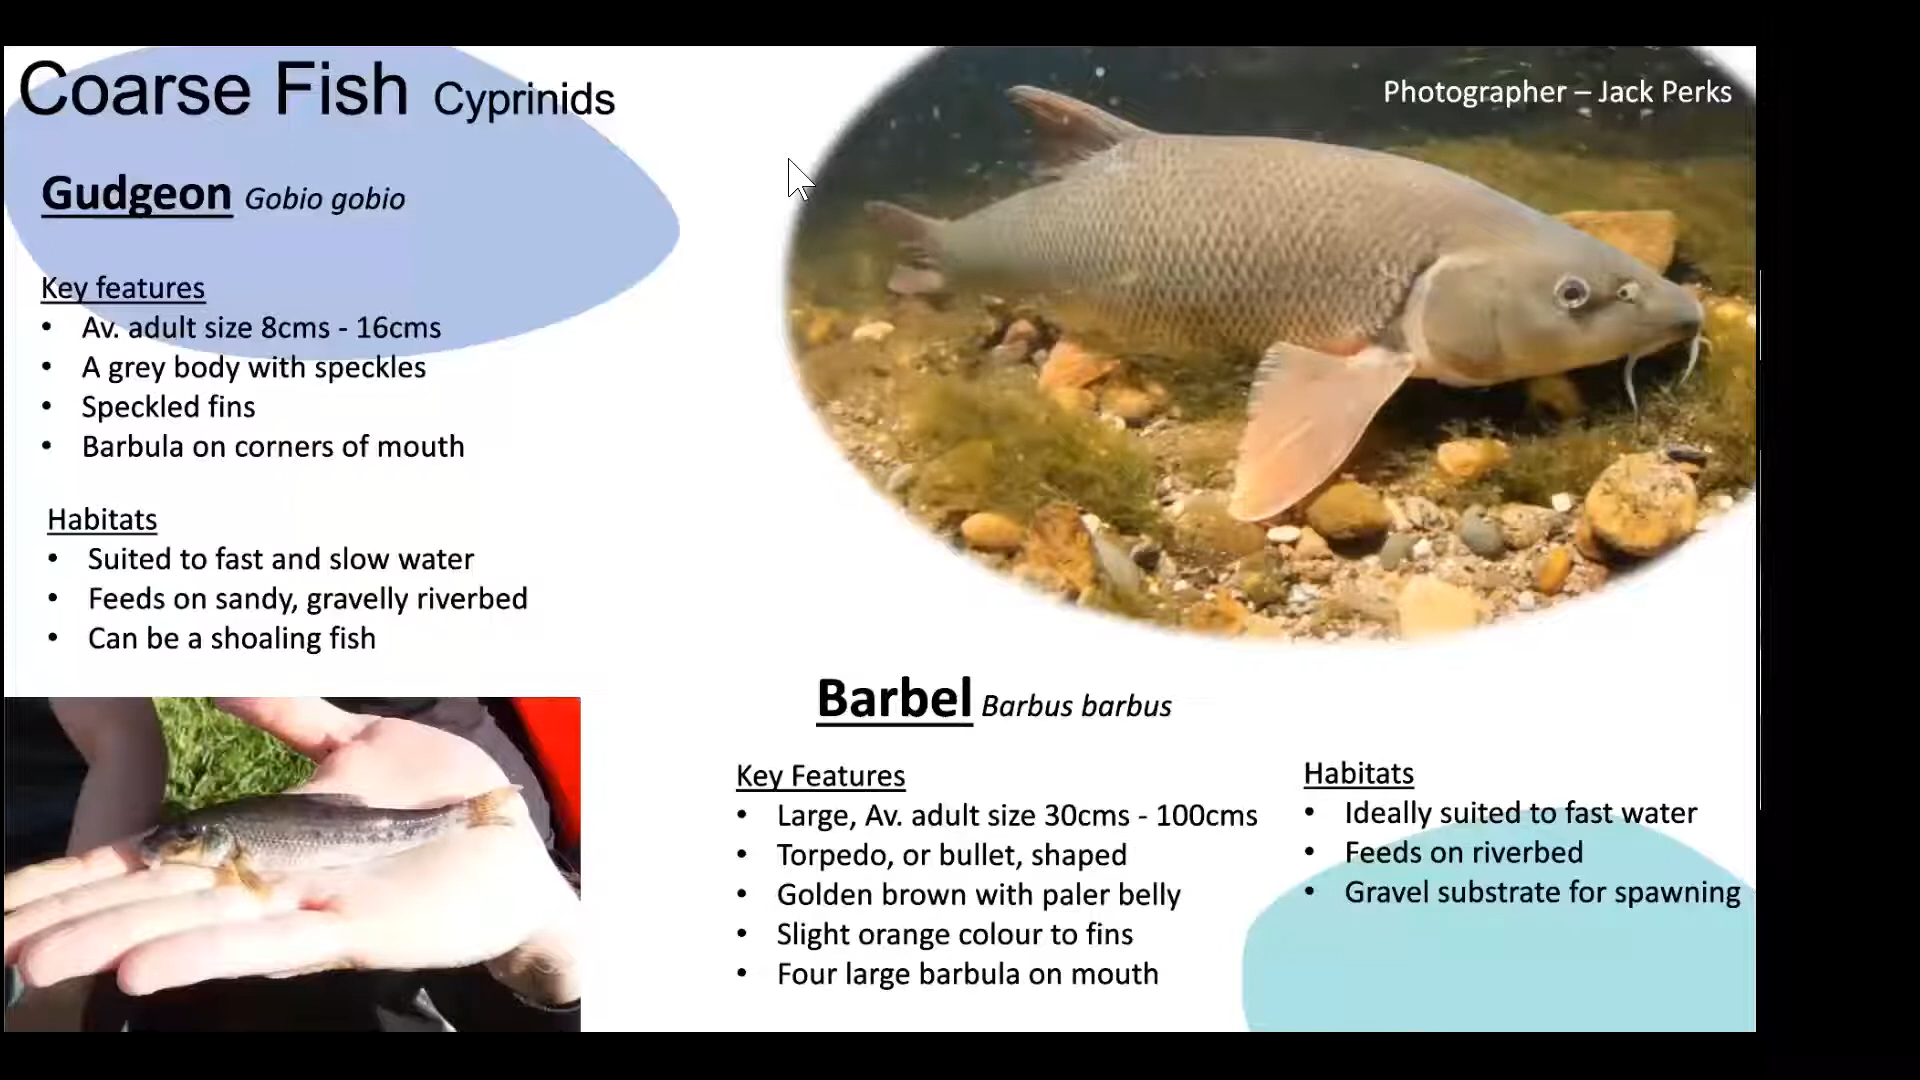 Coarse Fish Cyprinids
Photographer – Jack Perks
Gudgeon Gobio gobio
Key features
• Av. adult size 8cms - 16cms
• A grey body with speckles
• Speckled fins
• Barbula on corners of mouth
Habitats
• Suited to fast and slow water
• Feeds on sandy, gravelly riverbed
• Can be a shoaling fish
Barbel Barbus barbus
Key Features
• Large, Av. adult size 30cms - 100cms
• Torpedo, or bullet, shaped
• Golden brown with paler belly
• Slight orange colour to fins
• Four large barbula on mouth
Habitats
• Ideally suited to fast water
• Feeds on riverbed
• Gravel substrate for spawning